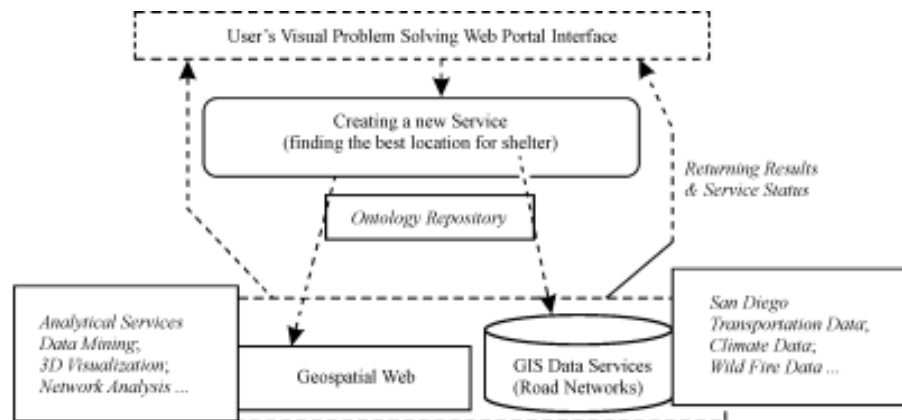 User's Visual Problem Solving Web Portal Interface
Creating a new Service
(finding the best location for shelter)
Returning Results
& Service Status
Ontology Repository
Analytical Services
Data Mining;
3D Visualization;
Network Analysis ...
Geospatial Web
GIS Data Services
(Road Networks)
San Diego
Transportation Data;
Climate Data;
Wild Fire Data ...